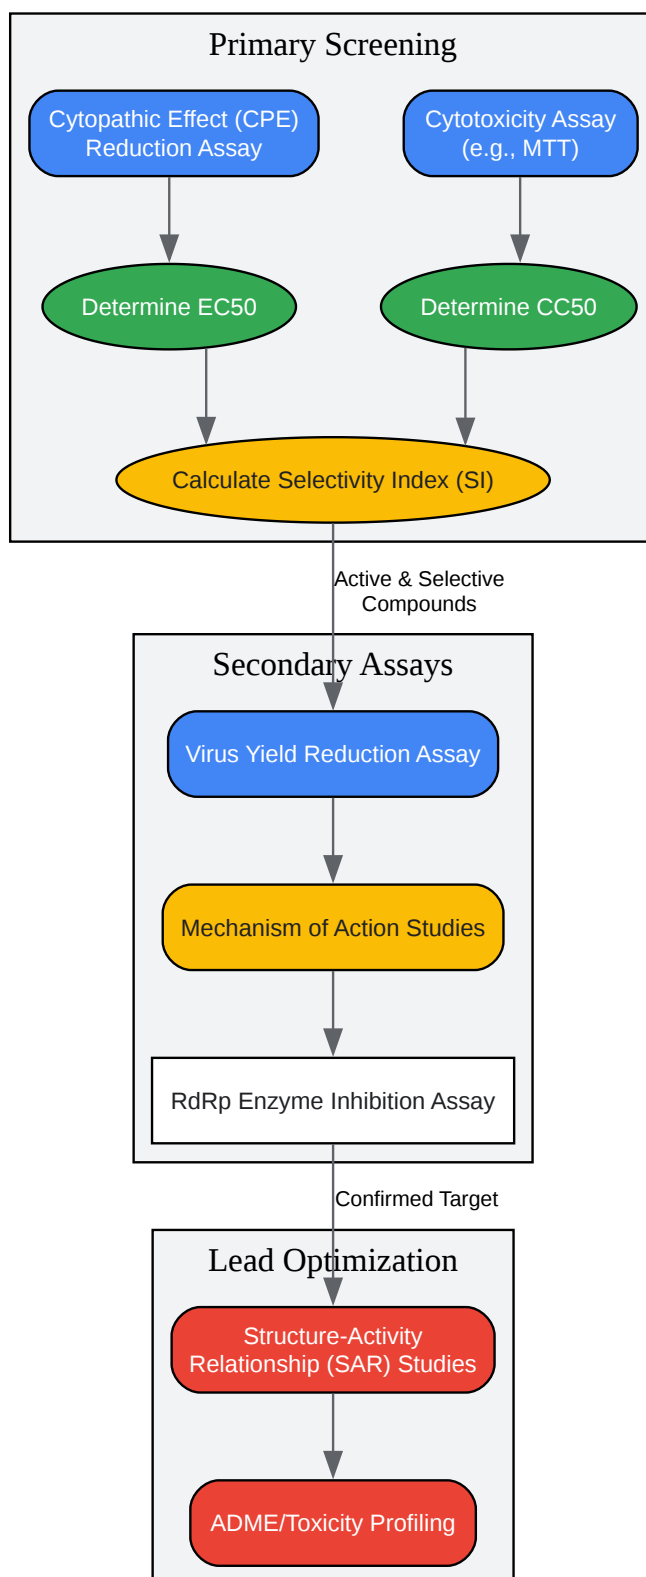 Primary Screening
Cytopathic Effect (CPE)
Reduction Assay
Cytotoxicity Assay
(e.g., MTT)
Determine EC50
Determine CC50
Calculate Selectivity Index (SI)
Active & Selective
Compounds
Secondary Assays
Virus Yield Reduction Assay
Mechanism of Action Studies
RdRp Enzyme Inhibition Assay
Confirmed Target
Lead Optimization
Structure-Activity
Relationship (SAR) Studies
ADME/Toxicity Profiling